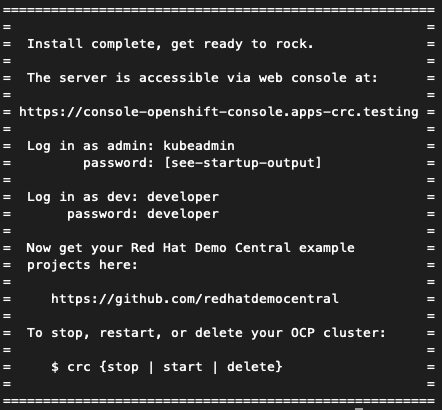 ======================================================
=                                                    =
=  Install complete, get ready to rock.              =
=                                                    =
=  The server is accessible via web console at:      =
=                                                    =
= https://console-openshift-console.apps-crc.testing =
=                                                    =
=  Log in as admin: kubeadmin                        =
=         password: [see-startup-output]             =
=                                                    =
=  Log in as dev: developer                          =
=       password: developer                          =
=                                                    =
=  Now get your Red Hat Demo Central example         =
=  projects here:                                    =
=                                                    =
=     https://github.com/redhatdemocentral           =
=                                                    =
=  To stop, restart, or delete your OCP cluster:     =
=                                                    =
=     $ crc {stop | start | delete}                  =
=                                                    =
======================================================